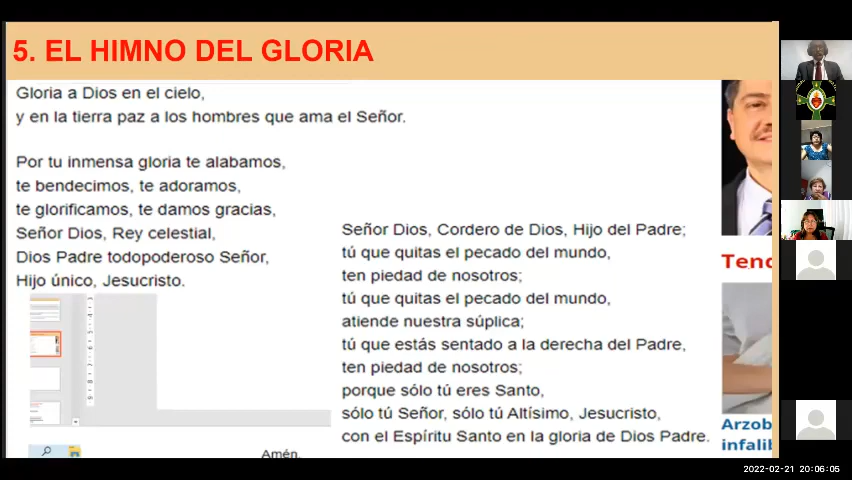 5. EL HIMNO DEL GLORIA
Gloria a Dios en el cielo,
y en la tierra paz a los hombres que ama el Señor.
Por tu inmensa gloria te alabamos,
te bendecimos, te adoramos,
te glorificamos, te damos gracias,
Señor Dios, Rey celestial,
Dios Padre todopoderoso Señor,
Hijo único, Jesucristo.
Señor Dios, Cordero de Dios, Hijo del Padre;
tú que quitas el pecado del mundo,
ten piedad de nosotros;
tú que quitas el pecado del mundo,
atiende nuestra súplica;
tú que estás sentado a la derecha del Padre,
ten piedad de nosotros;
porque sólo tú eres Santo,
sólo tú Señor, sólo tú Altísimo, Jesucristo,
con el Espíritu Santo en la gloria de Dios Padre.
Amén.
Tend
Arzob
infalib
2022-02-21 20:06:05